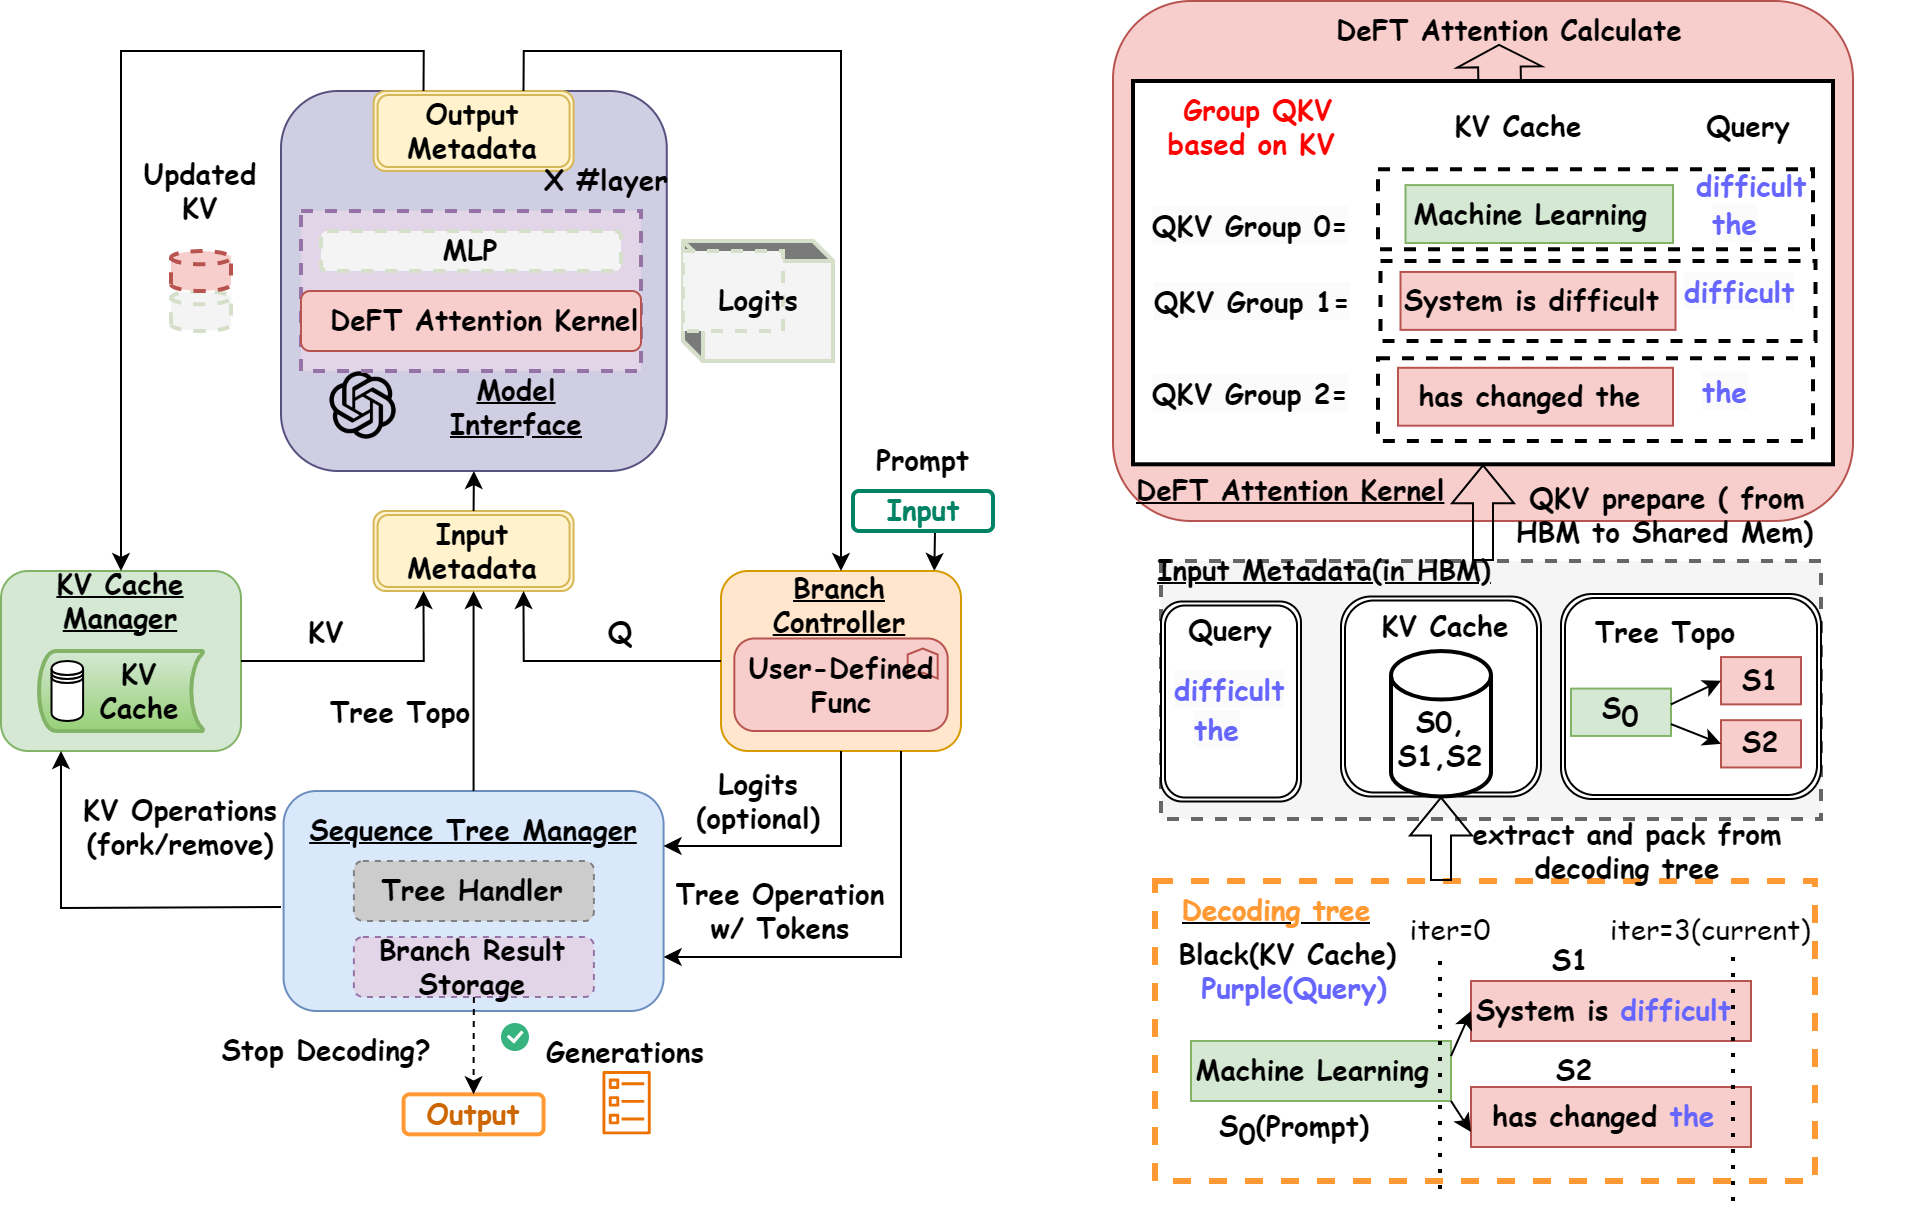 Output
Metadata
X #layer
Updated
KV
MLP
DeFT Attention Kernel
Logits
Model
Interface
Prompt
Input
Input
Metadata
KV Cache
Manager
KV
Cache
KV
Q
Branch
Controller
User-Defined
Func
Tree Topo
KV Operations
(fork/remove)
Logits
(optional)
Sequence Tree Manager
Tree Handler
Branch Result
Storage
Tree Operation
w/ Tokens
Stop Decoding?
Generations
Output
DeFT Attention Calculate
Group QKV
based on KV
KV Cache
Query
QKV Group 0=
Machine Learning
difficult
the
QKV Group 1=
System is difficult
difficult
QKV Group 2=
has changed the
the
DeFT Attention Kernel
QKV prepare ( from
HBM to Shared Mem)
Input Metadata(in HBM)
Query
difficult
the
KV Cache
S0,
S1,S2
Tree Topo
S0
S1
S2
extract and pack from
decoding tree
Decoding tree
Black(KV Cache)
Purple(Query)
iter=0
iter=3(current)
S1
System is difficult
Machine Learning
S0(Prompt)
S2
has changed the